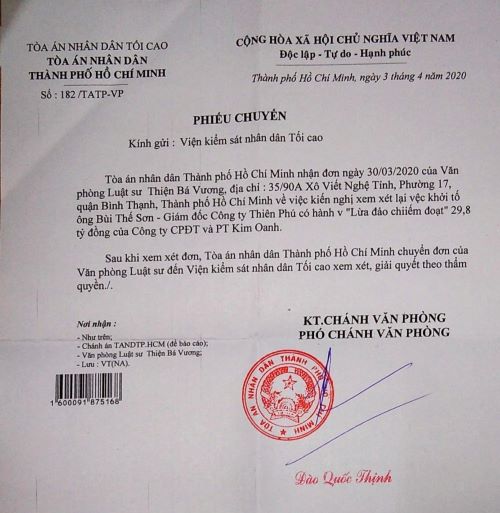 TÒA ÁN NHÂN DÂN TỐI CAO
TÒA ÁN NHÂN DÂN
THÀNH PHỐ HỒ CHÍ MINH
Số : 182 /TATP-VP
CỘNG HÒA XÃ HỘI CHỦ NGHĨA VIỆT NAM
Độc lập - Tự do - Hạnh phúc
Thành phố Hồ Chí Minh, ngày 3 tháng 4 năm 2020
PHIẾU CHUYỂN
Kính gửi : Viện kiểm sát nhân dân Tối cao
Tòa án nhân dân Thành phố Hồ Chí Minh nhận đơn ngày 30/03/2020 của Văn
phòng Luật sư Thiện Bá Vương, địa chỉ : 35/90A Xô Viết Nghệ Tĩnh, Phường 17,
quận Bình Thạnh, Thành phố Hồ Chí Minh về việc kiến nghị xem xét lại vệc khởi tố
ông Bùi Thế Sơn - Giám đốc Công ty Thiên Phú có hành v "Lừa đảo chiiếm đoạt" 29,8
tỷ đồng của Công ty CPĐT và PT Kim Oanh.
Sau khi xem xét đơn, Tòa án nhân dân Thành phố Hồ Chí Minh chuyển đơn của
Văn phòng Luật sư đến Viện kiểm sát nhân dân Tối cao xem xét, giải quyết theo thẩm
quyền./.
Nơi nhận :
- Như trên;
- Chánh án TANDTP.HCM (để báo cáo);
- Văn phòng Luật sư Thiện Bá Vương;
- Lưu : VT(NA).
1600091875168
KT.CHÁNH VĂN PHÒNG
PHÓ CHÁNH VĂN PHÒNG
TÒA ÁN NHÂN DÂN THÀNH PHỐ HỒ CHÍ MINH
Đào Quốc Thịnh